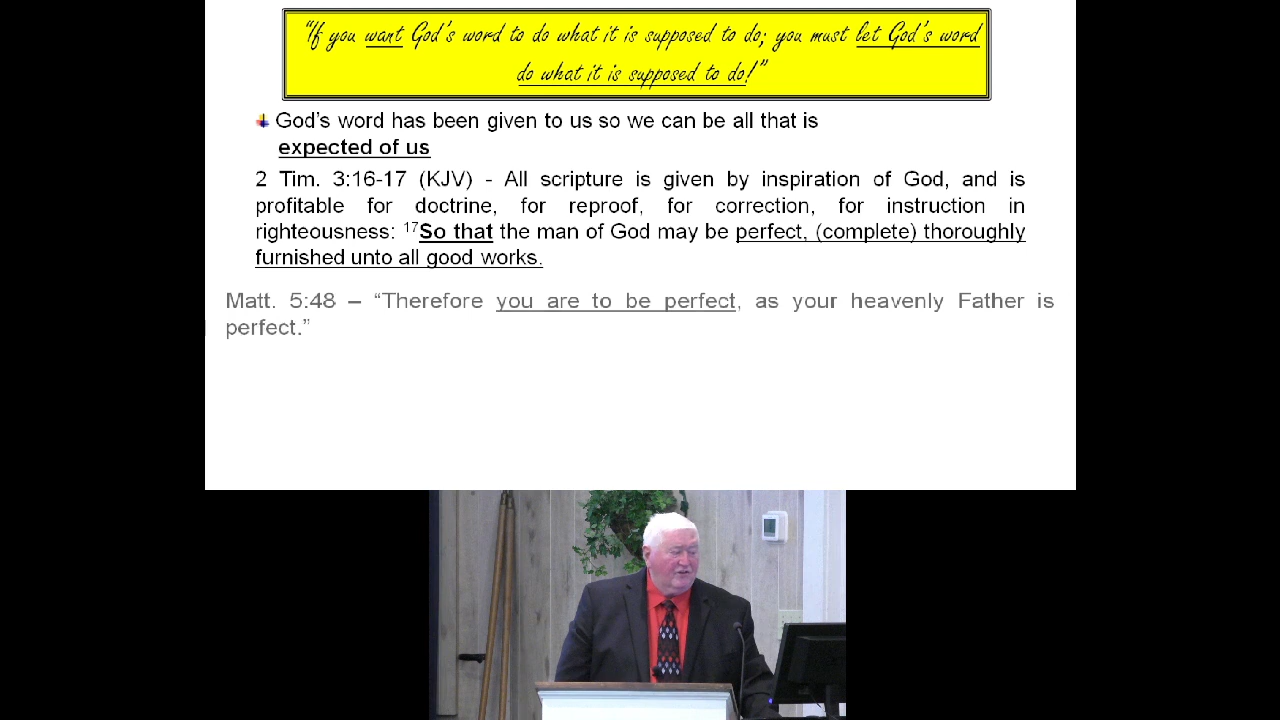 “If you want God’s word to do what it is supposed to do; you must let God’s word
do what it is supposed to do!”
God’s word has been given to us so we can be all that is
expected of us
2 Tim. 3:16-17 (KJV) - All scripture is given by inspiration of God, and is
profitable for doctrine, for reproof, for correction, for instruction in
righteousness: 17So that the man of God may be perfect, (complete) thoroughly
furnished unto all good works.
Matt. 5:48 – “Therefore you are to be perfect, as your heavenly Father is
perfect.”